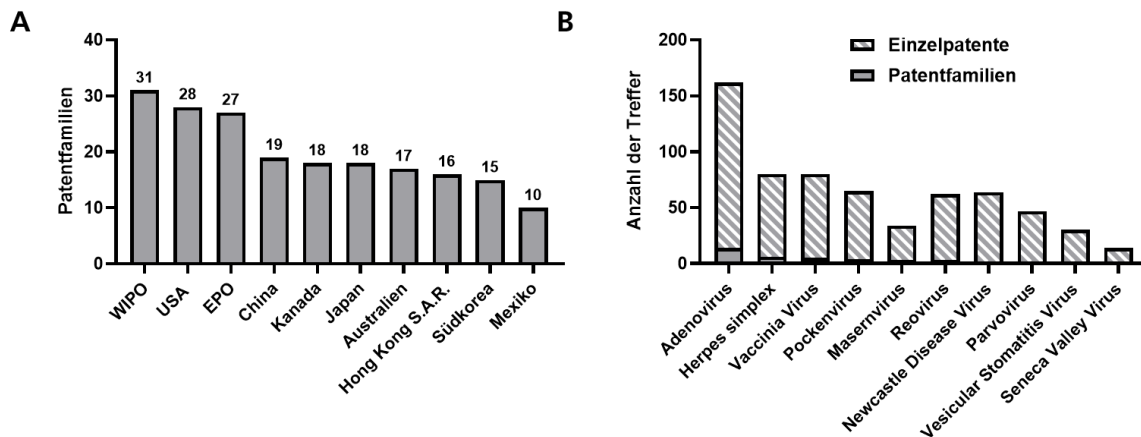 A
Patentfamilien
40
30
20
10
0
31
28
27
19
18
18
17
16
15
10
WIPO
USA
EPO
China
Kanada
Japan
Australien
Hong Kong S.A.R.
Südkorea
Mexiko
B
Anzahl der Treffer
200
150
100
50
0
Einzelpatente
Patentfamilien
Adenovirus
Herpes simplex
Vaccinia Virus
Pockenvirus
Masernvirus
Reovirus
Newcastle Disease Virus
Parvovirus
Vesicular Stomatitis Virus
Seneca Valley Virus